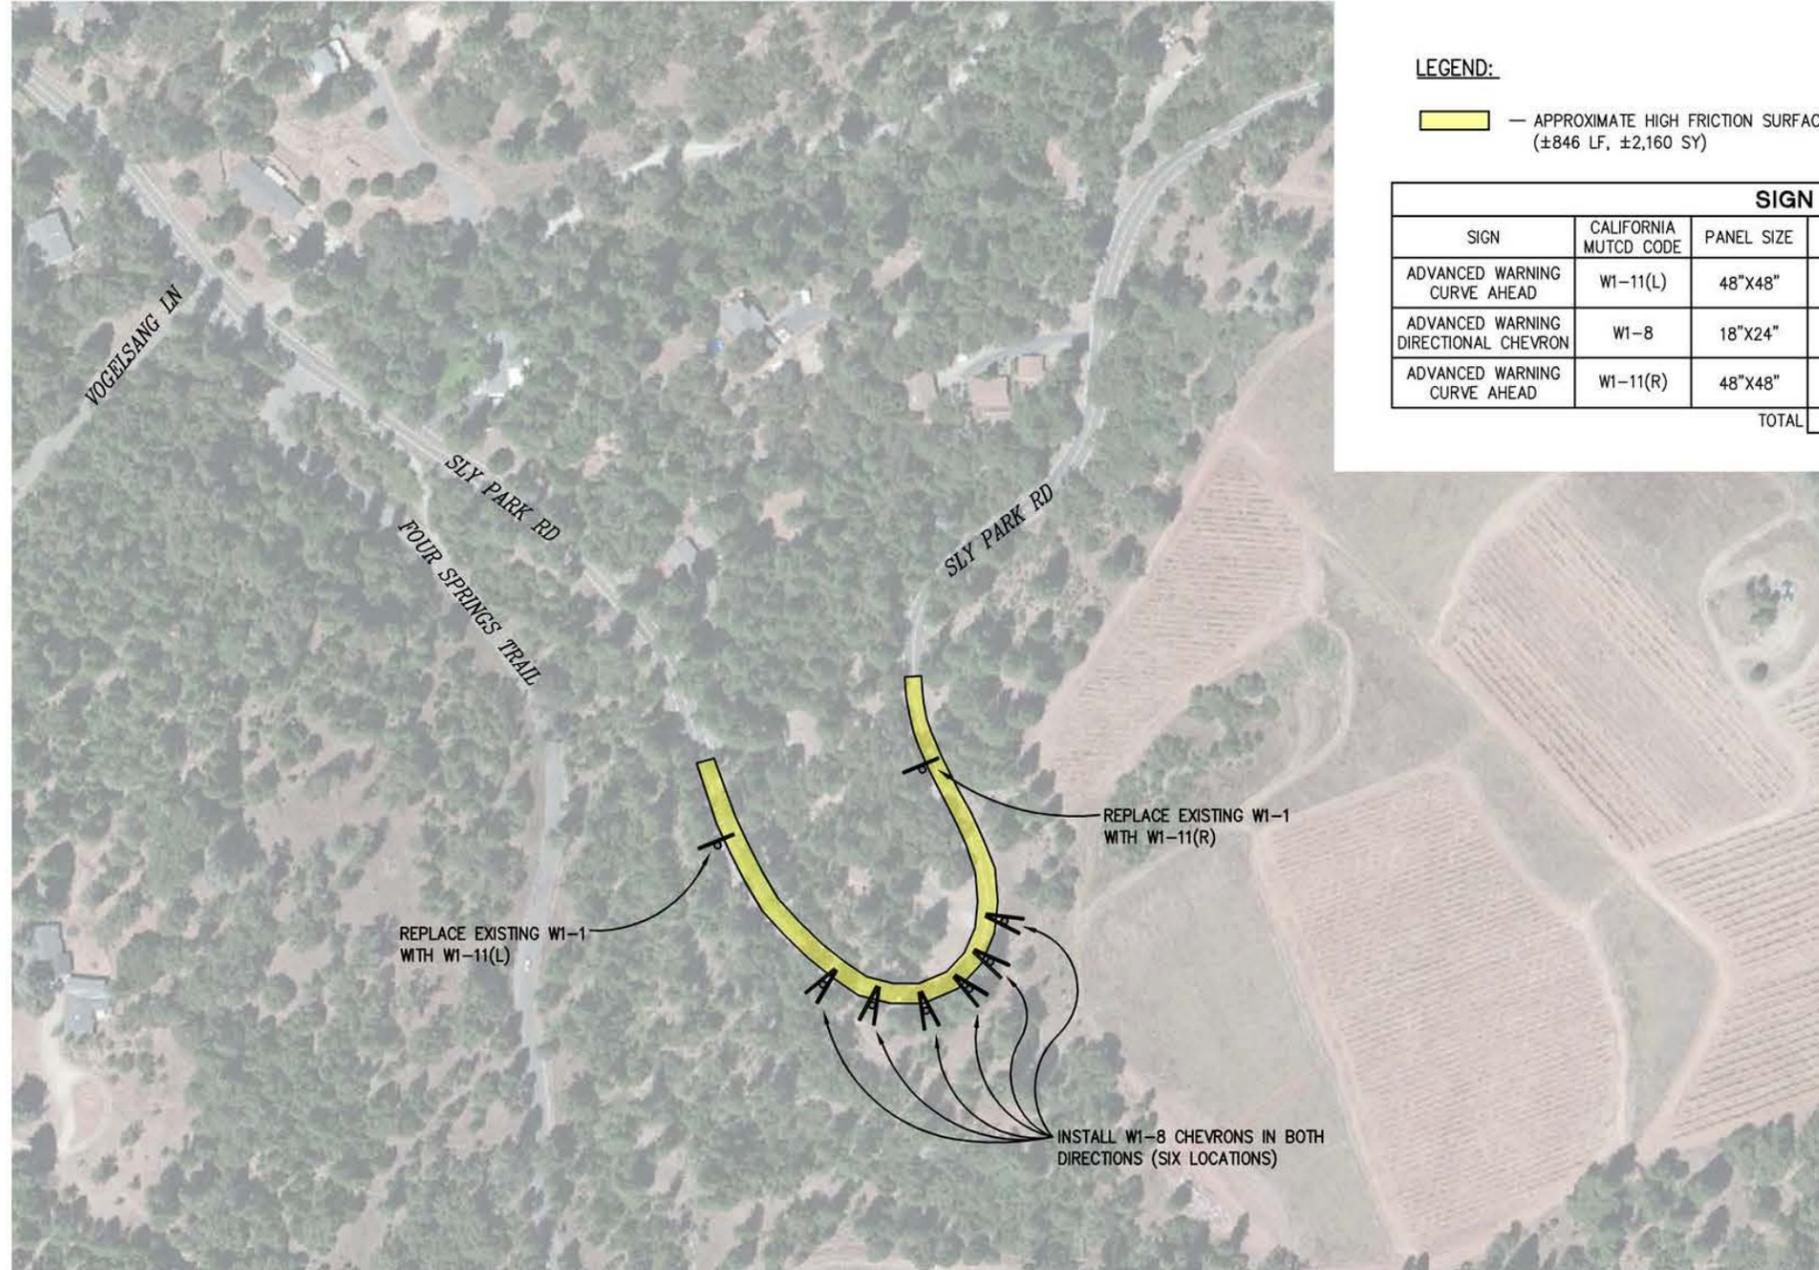 LEGEND:
— APPROXIMATE HIGH FRICTION SURFAC
(±846 LF, ±2,160 SY)
SIGN
SIGN
CALIFORNIA
MUTCD CODE
PANEL SIZE
ADVANCED WARNING
CURVE AHEAD
W1-11(L)
48"X48"
ADVANCED WARNING
DIRECTIONAL CHEVRON
W1-8
18"X24"
ADVANCED WARNING
CURVE AHEAD
W1-11(R)
48"X48"
TOTAL
VOGELSANG LN
SLY PARK RD
FOUR SPRINGS TRAIL
SLY PARK RD
REPLACE EXISTING W1-1
WITH W1-11(R)
REPLACE EXISTING W1-1
WITH W1-11(L)
INSTALL W1-8 CHEVRONS IN BOTH
DIRECTIONS (SIX LOCATIONS)